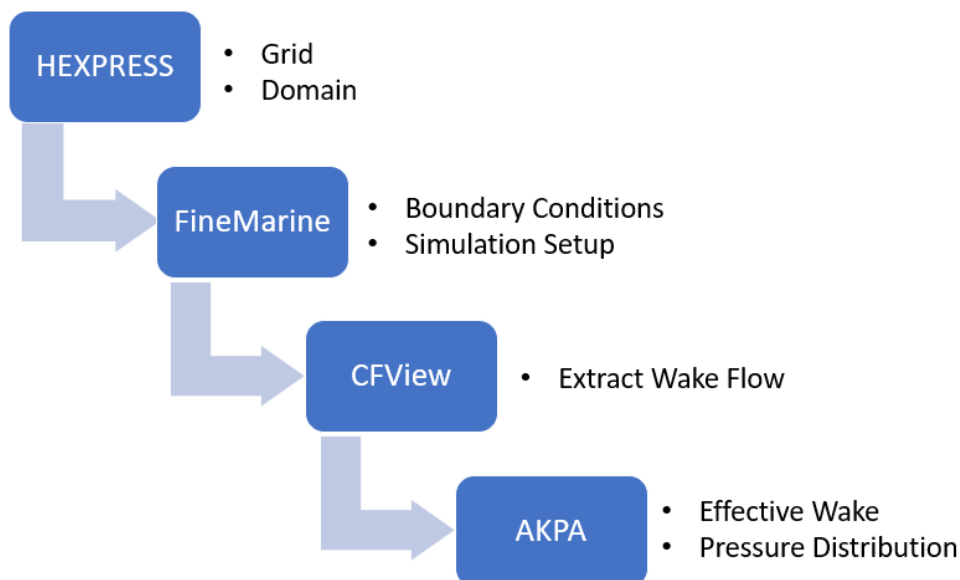 HEXPRESS
• Grid
• Domain
FineMarine
• Boundary Conditions
• Simulation Setup
CFView
• Extract Wake Flow
AKPA
• Effective Wake
• Pressure Distribution